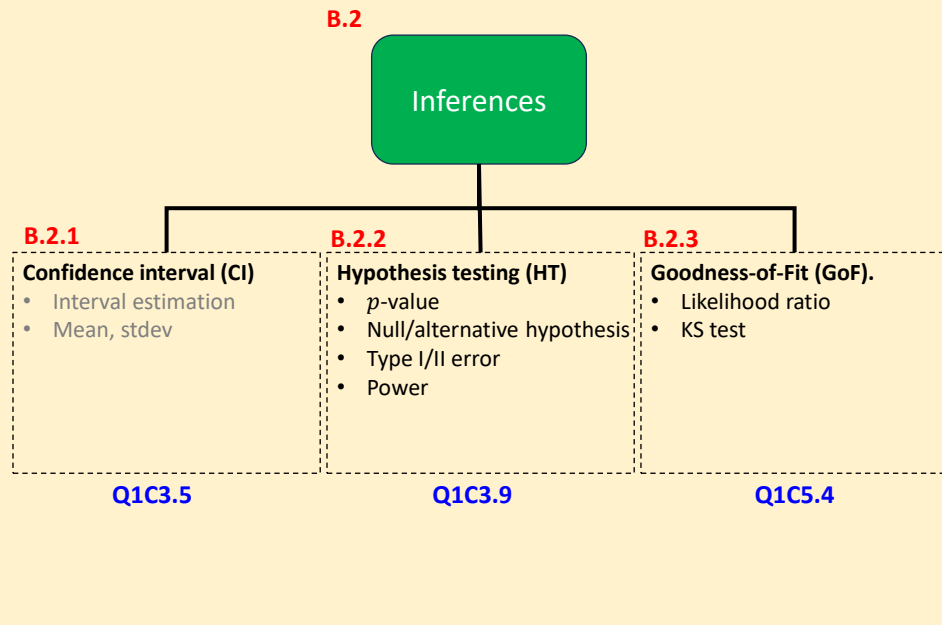 B.2
Inferences
B.2.1
Confidence interval (CI)
• Interval estimation
• Mean, stdev
Q1C3.5
B.2.2
Hypothesis testing (HT)
• 𝑝-value
• Null/alternative hypothesis
• Type I/II error
• Power
Q1C3.9
B.2.3
Goodness-of-Fit (GoF).
• Likelihood ratio
• KS test
Q1C5.4